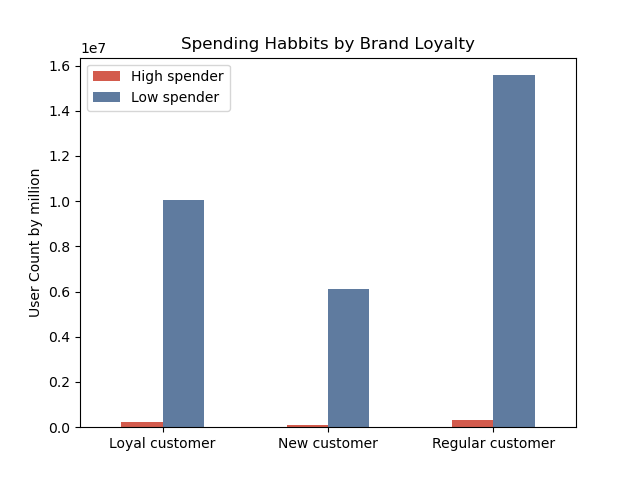 Spending Habbits by Brand Loyalty
1e7
High spender
Low spender
User Count by million
1.6
1.4
1.2
1.0
0.8
0.6
0.4
0.2
0.0
Loyal customer
New customer
Regular customer